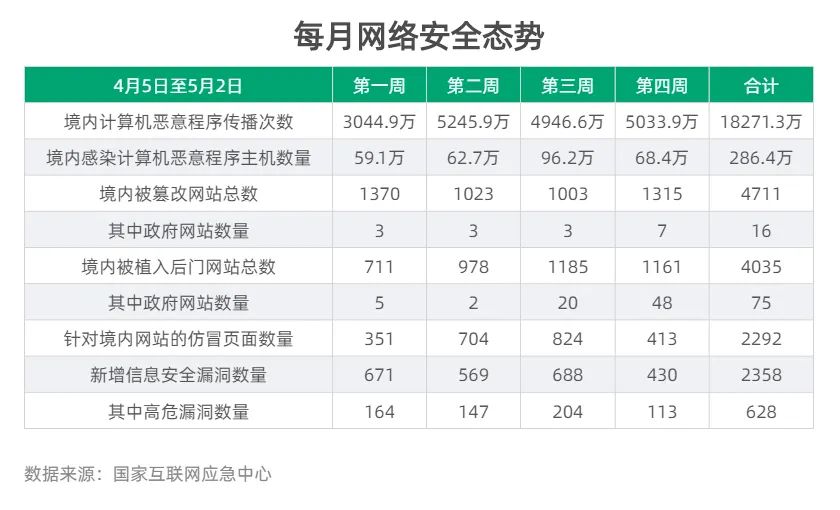 每月网络安全态势
4月5日至5月2日 第一周 第二周 第三周 第四周 合计
境内计算机恶意程序传播次数 3044.9万 5245.9万 4946.6万 5033.9万 18271.3万
境内感染计算机恶意程序主机数量 59.1万 62.7万 96.2万 68.4万 286.4万
境内被篡改网站总数 1370 1023 1003 1315 4711
其中政府网站数量 3 3 3 7 16
境内被植入后门网站总数 711 978 1185 1161 4035
其中政府网站数量 5 2 20 48 75
针对境内网站的仿冒页面数量 351 704 824 413 2292
新增信息安全漏洞数量 671 569 688 430 2358
其中高危漏洞数量 164 147 204 113 628
数据来源：国家互联网应急中心